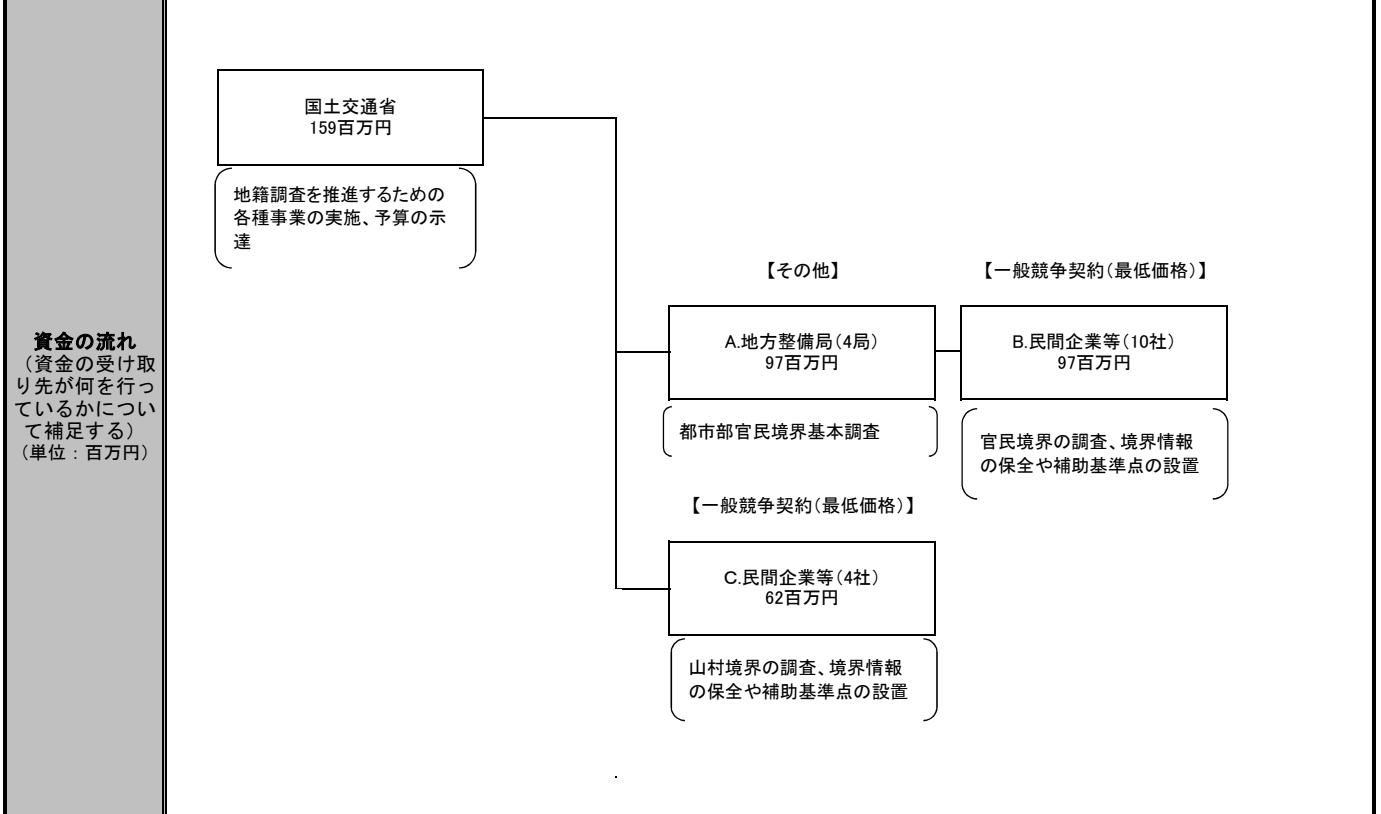 資金の流れ
（資金の受け取
り先が何を行っ
ているかについ
て補足する）
（単位：百万円）
国土交通省
159百万円
地籍調査を推進するための
各種事業の実施、予算の示
達
【その他】
A.地方整備局（4局）
97百万円
都市部官民境界基本調査
【一般競争契約（最低価格）】
B.民間企業等（10社）
97百万円
官民境界の調査、境界情報
の保全や補助基準点の設置
【一般競争契約（最低価格）】
C.民間企業等（4社）
62百万円
山村境界の調査、境界情報
の保全や補助基準点の設置